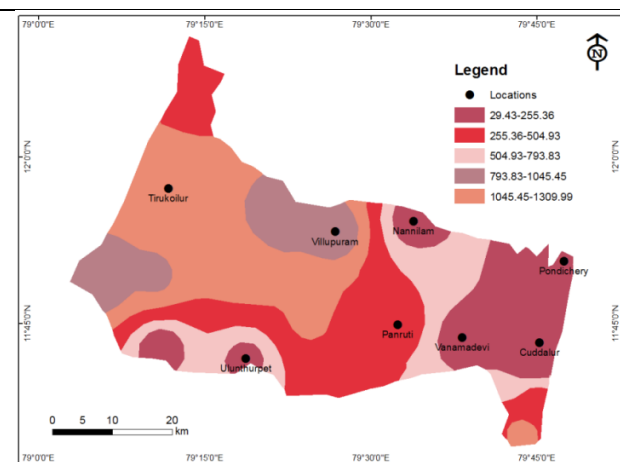 79°0'0"E 79°15'0"E 79°30'0"E 79°45'0"E
N
Legend
Locations
29.43-255.36
255.36-504.93
504.93-793.83
793.83-1045.45
1045.45-1309.99
12°0'0"N
12°0'0"N
Tirukoilur
Villupuram
Nannilam
Pondichery
11°45'0"N
11°45'0"N
Panruti
Vanamadevi
Cuddalur
Ulunthurpet
0 5 10 20
km
79°0'0"E 79°15'0"E 79°30'0"E 79°45'0"E